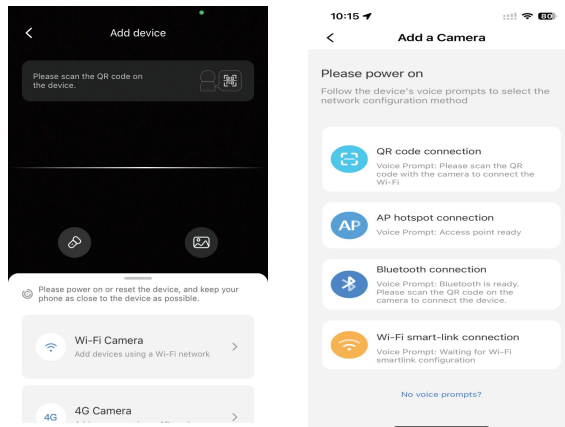 Add device
Please scan the QR code on
the device.
Please power on or reset the device, and keep your
phone as close to the device as possible.
Wi-Fi Camera
Add devices using a Wi-Fi network
4G
4G Camera
10:15
80
Add a Camera
Please power on
Follow the device's voice prompts to select the
network configuration method
QR code connection
Voice Prompt: Please scan the QR
code with the camera to connect the
Wi-Fi
AP
AP hotspot connection
Voice Prompt: Access point ready
Bluetooth connection
Voice Prompt: Bluetooth is ready.
Please scan the QR code on the
camera to connect the device.
Wi-Fi smart-link connection
Voice Prompt: Waiting for Wi-Fi
smartlink configuration
No voice prompts?